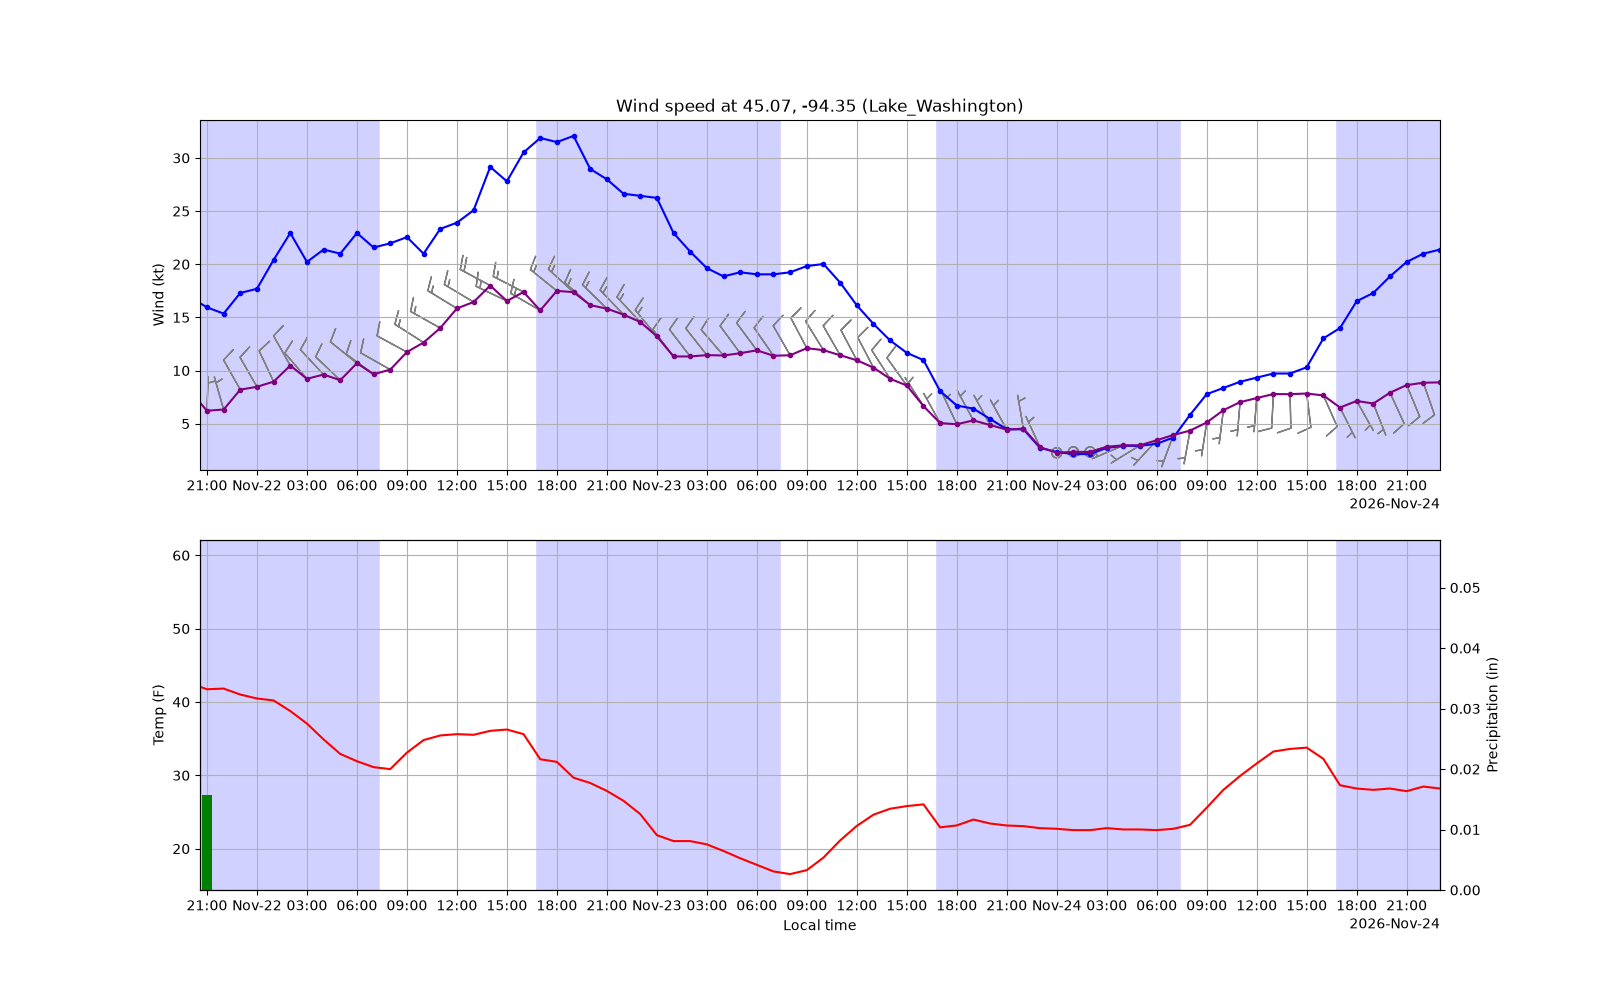 Wind speed at 45.07, -94.35 (Lake_Washington)
30
25
20
15
10
5
Wind (kt)
21:00 Nov-22 03:00 06:00 09:00 12:00 15:00 18:00 21:00 Nov-23 03:00 06:00 09:00 12:00 15:00 18:00 21:00 Nov-24 03:00 06:00 09:00 12:00 15:00 18:00 21:00
2026-Nov-24
60
50
40
30
20
Temp (F)
0.05
0.04
0.03
0.02
0.01
0.00
Precipitation (in)
21:00 Nov-22 03:00 06:00 09:00 12:00 15:00 18:00 21:00 Nov-23 03:00 06:00 09:00 12:00 15:00 18:00 21:00 Nov-24 03:00 06:00 09:00 12:00 15:00 18:00 21:00
Local time
2026-Nov-24